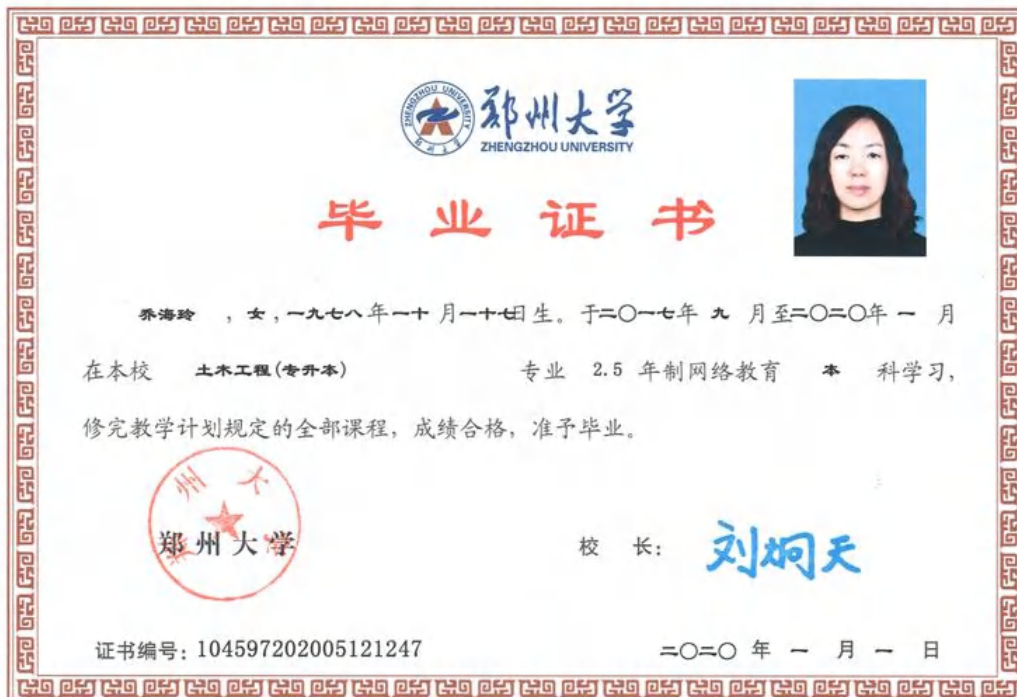 郑州大学
ZHENGZHOU UNIVERSITY
毕业证书
乔海玲 ，女，一九七八年一十月一十七日生。于二〇一七年 九 月至二〇二〇年 一 月
在本校 土木工程(专升本) 专业 2.5 年制网络教育 本 科学习，
修完教学计划规定的全部课程，成绩合格，准予毕业。
郑州大学
郑州大学
校 长： 刘炯天
证书编号：104597202005121247 二〇二〇 年 一 月 一 日